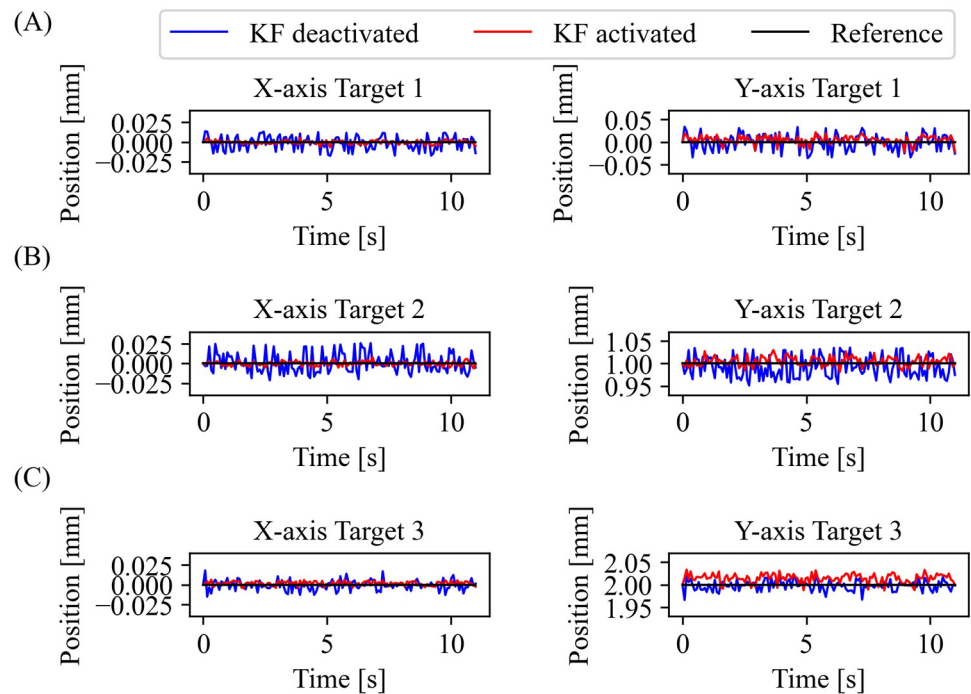 (A)
KF deactivated KF activated Reference
X-axis Target 1
Y-axis Target 1
Position [mm]
0.025
0.000
−0.025
0 5 10
Time [s]
Position [mm]
0.05
0.00
−0.05
0 5 10
Time [s]
(B)
X-axis Target 2
Y-axis Target 2
Position [mm]
0.025
0.000
−0.025
0 5 10
Time [s]
Position [mm]
1.05
1.00
0.95
0 5 10
Time [s]
(C)
X-axis Target 3
Y-axis Target 3
Position [mm]
0.025
0.000
−0.025
0 5 10
Time [s]
Position [mm]
2.05
2.00
1.95
0 5 10
Time [s]